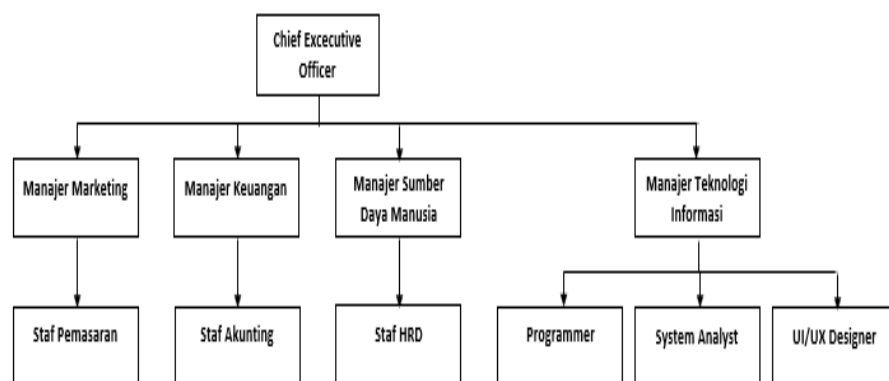 Chief Excecutive
Officer
Manajer Marketing
Manajer Keuangan
Manajer Sumber
Daya Manusia
Manajer Teknologi
Informasi
Staf Pemasaran
Staf Akunting
Staf HRD
Programmer
System Analyst
UI/UX Designer